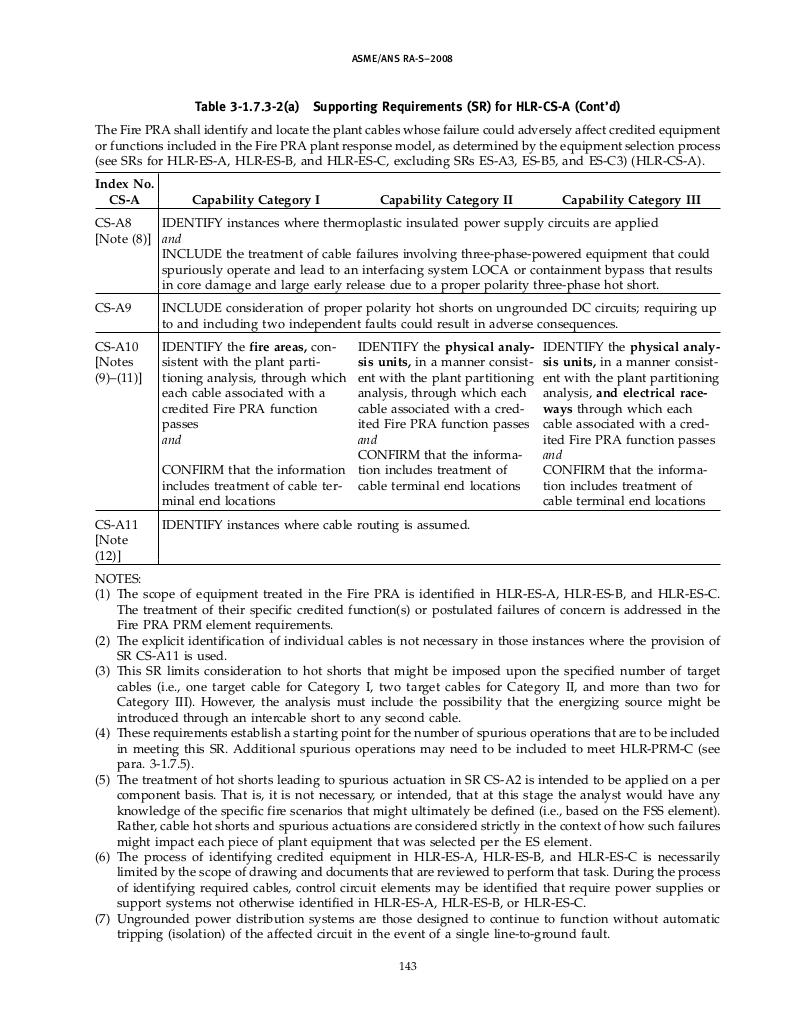 ASME/ANS RA-S–2008
Table 3-1.7.3-2(a) Supporting Requirements (SR) for HLR-CS-A (Cont'd)
The Fire PRA shall identify and locate the plant cables whose failure could adversely affect credited equipment
or functions included in the Fire PRA plant response model, as determined by the equipment selection process
(see SRs for HLR-ES-A, HLR-ES-B, and HLR-ES-C, excluding SRs ES-A3, ES-B5, and ES-C3) (HLR-CS-A).
Index No.
CS-A
Capability Category I
Capability Category II
Capability Category III
CS-A8
[Note (8)]
IDENTIFY instances where thermoplastic insulated power supply circuits are applied
and
INCLUDE the treatment of cable failures involving three-phase-powered equipment that could
spuriously operate and lead to an interfacing system LOCA or containment bypass that results
in core damage and large early release due to a proper polarity three-phase hot short.
CS-A9
INCLUDE consideration of proper polarity hot shorts on ungrounded DC circuits; requiring up
to and including two independent faults could result in adverse consequences.
CS-A10
[Notes
(9)–(11)]
IDENTIFY the fire areas, con-
sistent with the plant parti-
tioning analysis, through which
each cable associated with a
credited Fire PRA function
passes
and
CONFIRM that the information
includes treatment of cable ter-
minal end locations
IDENTIFY the physical analy-
sis units, in a manner consist-
ent with the plant partitioning
analysis, through which each
cable associated with a cred-
ited Fire PRA function passes
and
CONFIRM that the informa-
tion includes treatment of
cable terminal end locations
IDENTIFY the physical analy-
sis units, in a manner consist-
ent with the plant partitioning
analysis, and electrical race-
ways through which each
cable associated with a cred-
ited Fire PRA function passes
and
CONFIRM that the informa-
tion includes treatment of
cable terminal end locations
CS-A11
[Note
(12)]
IDENTIFY instances where cable routing is assumed.
NOTES:
(1) The scope of equipment treated in the Fire PRA is identified in HLR-ES-A, HLR-ES-B, and HLR-ES-C.
The treatment of their specific credited function(s) or postulated failures of concern is addressed in the
Fire PRA PRM element requirements.
(2) The explicit identification of individual cables is not necessary in those instances where the provision of
SR CS-A11 is used.
(3) This SR limits consideration to hot shorts that might be imposed upon the specified number of target
cables (i.e., one target cable for Category I, two target cables for Category II, and more than two for
Category III). However, the analysis must include the possibility that the energizing source might be
introduced through an intercable short to any second cable.
(4) These requirements establish a starting point for the number of spurious operations that are to be included
in meeting this SR. Additional spurious operations may need to be included to meet HLR-PRM-C (see
para. 3-1.7.5).
(5) The treatment of hot shorts leading to spurious actuation in SR CS-A2 is intended to be applied on a per
component basis. That is, it is not necessary, or intended, that at this stage the analyst would have any
knowledge of the specific fire scenarios that might ultimately be defined (i.e., based on the FSS element).
Rather, cable hot shorts and spurious actuations are considered strictly in the context of how such failures
might impact each piece of plant equipment that was selected per the ES element.
(6) The process of identifying credited equipment in HLR-ES-A, HLR-ES-B, and HLR-ES-C is necessarily
limited by the scope of drawing and documents that are reviewed to perform that task. During the process
of identifying required cables, control circuit elements may be identified that require power supplies or
support systems not otherwise identified in HLR-ES-A, HLR-ES-B, or HLR-ES-C.
(7) Ungrounded power distribution systems are those designed to continue to function without automatic
tripping (isolation) of the affected circuit in the event of a single line-to-ground fault.
143